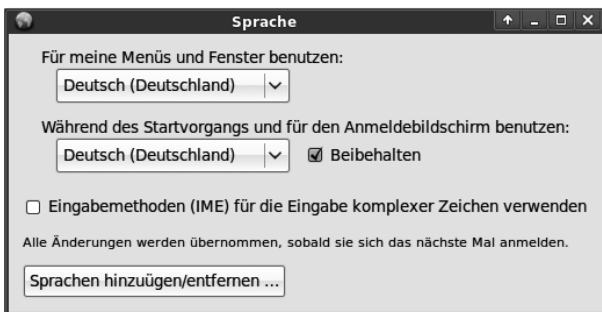 Sprache
Für meine Menüs und Fenster benutzen:
Deutsch (Deutschland)
Während des Startvorgangs und für den Anmeldebildschirm benutzen:
Deutsch (Deutschland) Beibehalten
Eingabemethoden (IME) für die Eingabe komplexer Zeichen verwenden
Alle Änderungen werden übernommen, sobald sie sich das nächste Mal anmelden.
Sprachen hinzuügen/entfernen ...